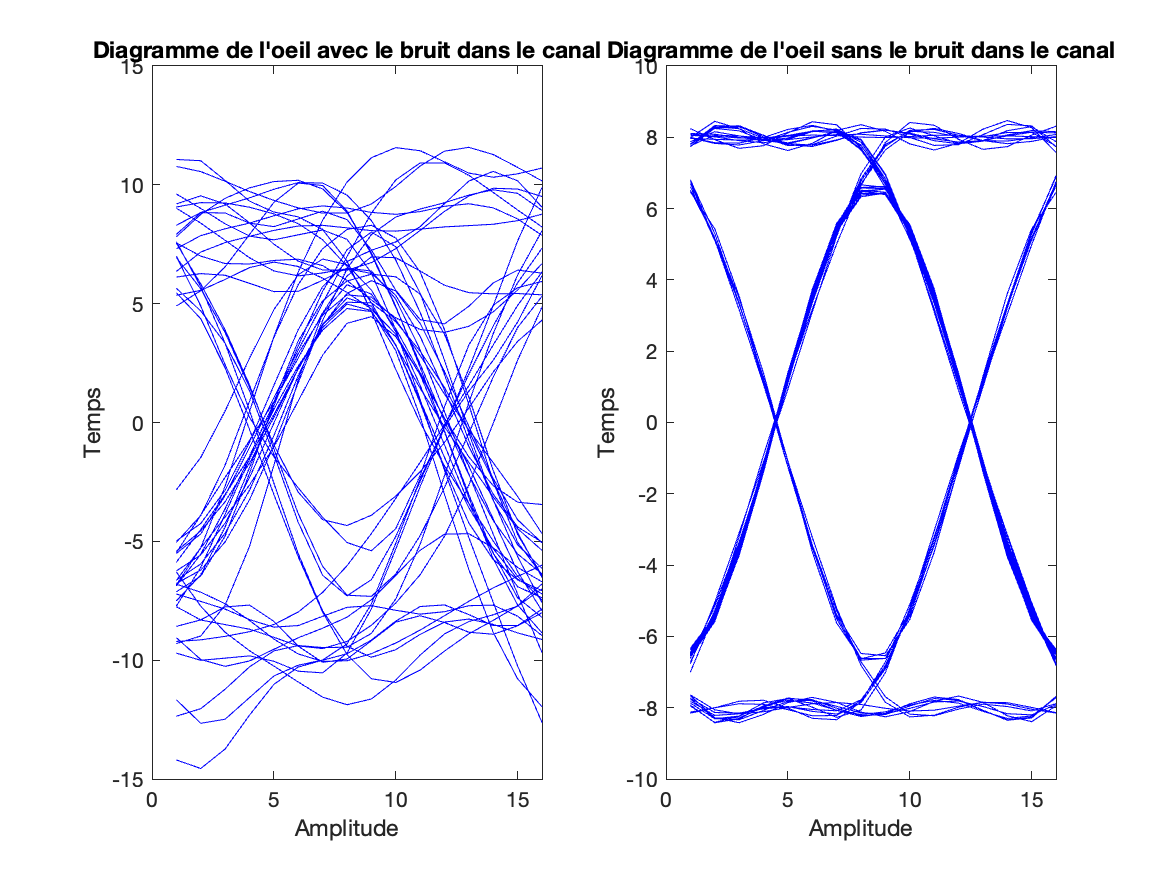 Diagramme de l'oeil avec le bruit dans le canal
15
10
5
0
-5
-10
-15
0 5 10 15
Temps
Amplitude
Diagramme de l'oeil sans le bruit dans le canal
10
8
6
4
2
0
-2
-4
-6
-8
-10
0 5 10 15
Temps
Amplitude